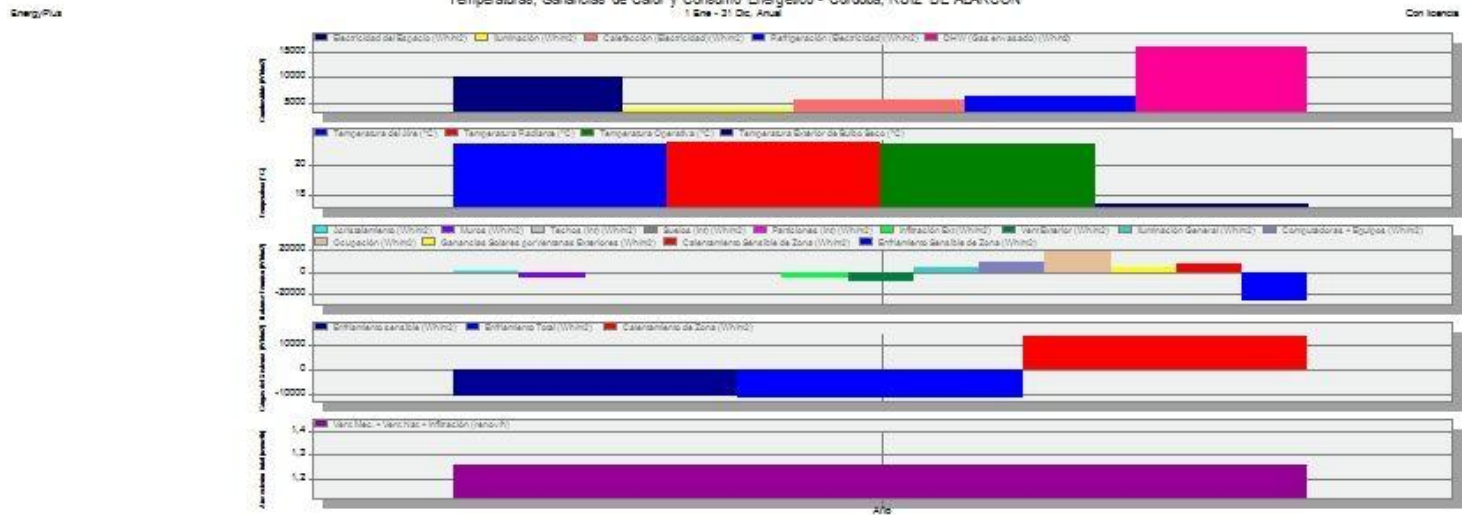 Temperaturas, Ganancias de Calor y Consumo Energético - Córdoba, RUIZ DE ALARCÓN
EnergyPlus
1 Ene - 31 Dic, Anual
Con licencia
Electricidad del Espacio (Wh/m2) Iluminación (Wh/m2) Calefacción (Electricidad) (Wh/m2) Refrigeración (Electricidad) (Wh/m2) DHW (Gas envasado) (Wh/m2)
15000
10000
5000
Temperatura del Aire (°C) Temperatura Radiante (°C) Temperatura Operativa (°C) Temperatura Exterior de Bulbo Seco (°C)
20
Temperatura (°C)
Acristalamiento (Wh/m2) Muros (Wh/m2) Techos (int) (Wh/m2) Suelos (int) (Wh/m2) Particiones (int) (Wh/m2) Infiltración Ext (Wh/m2) Vent Exterior (Wh/m2) Iluminación General (Wh/m2) Computadoras + Equipos (Wh/m2)
Ocupación (Wh/m2) Ganancias Solares por Ventanas Exteriores (Wh/m2) Calentamiento Sensible de Zona (Wh/m2) Enfriamiento Sensible de Zona (Wh/m2)
20000
0
-20000
Enfriamiento sensible (Wh/m2) Enfriamiento Total (Wh/m2) Calentamiento de Zona (Wh/m2)
10000
0
-10000
Vent Mec. + Vent Nat. + Infiltración (renov/h)
1,4
1,3
1,2
Año